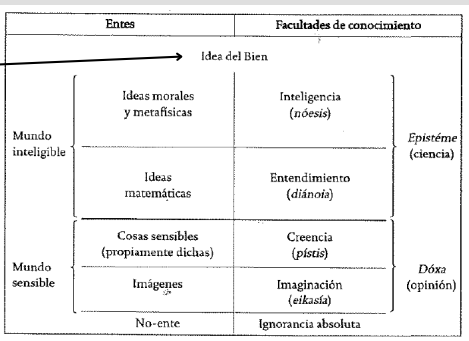 Entes
Facultades de conocimiento
Idea del Bien
Mundo
inteligible
Ideas morales
y metafísicas
Inteligencia
(nóesis)
Ideas
matemáticas
Entendimiento
(diánoia)
Epistéme
(ciencia)
Mundo
sensible
Cosas sensibles
(propiamente dichas)
Creencia
(pístis)
Imágenes
Imaginación
(eikasía)
Dóxa
(opinión)
No-ente
Ignorancia absoluta